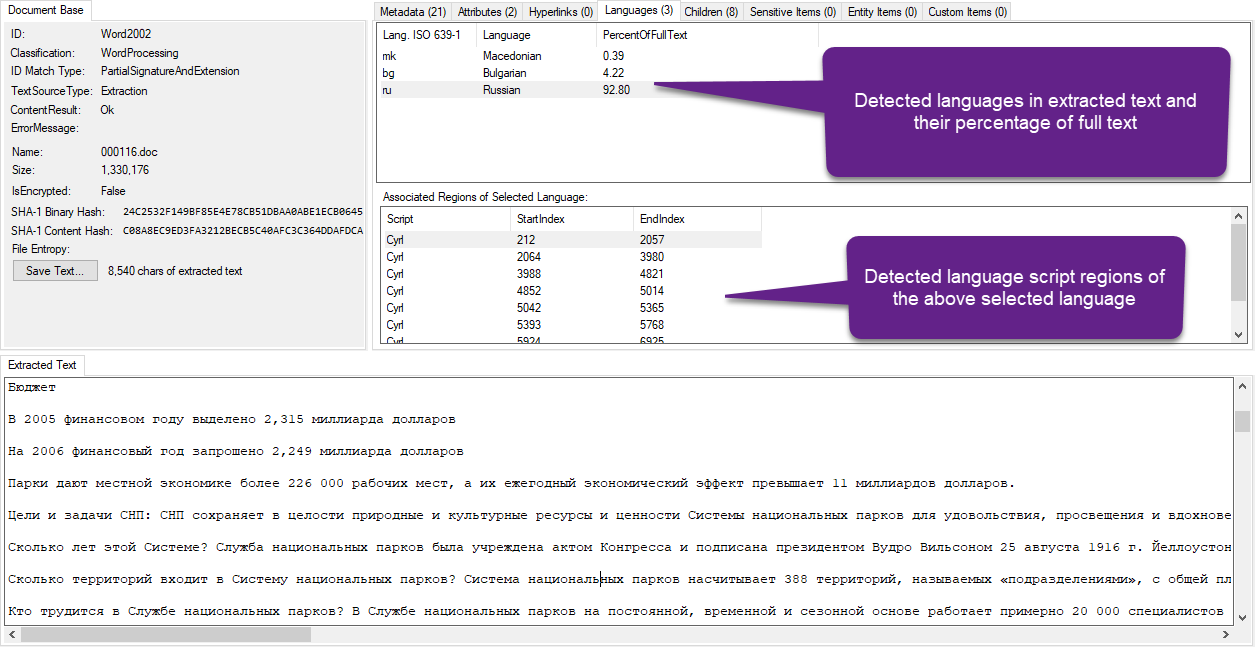 Document Base
ID: Word2002
Classification: WordProcessing
ID Match Type: PartialSignatureAndExtension
TextSourceType: Extraction
ContentResult: Ok
ErrorMessage:
Name: 000116.doc
Size: 1,330,176
IsEncrypted: False
SHA-1 Binary Hash: 24C2532F149BF85E4E78CB51DBAA0ABE1ECB0645
SHA-1 Content Hash: C08A8EC9ED3FA3212BECB5C40AFC3C364DDAFDCA
File Entropy:
Save Text... 8,540 chars of extracted text
Metadata (21) Attributes (2) Hyperlinks (0) Languages (3) Children (8) Sensitive Items (0) Entity Items (0) Custom Items (0)
Lang. ISO 639-1 Language PercentOfFullText
mk Macedonian 0.39
bg Bulgarian 4.22
ru Russian 92.80
Detected languages in extracted text and
their percentage of full text
Associated Regions of Selected Language:
Script StartIndex EndIndex
Cyrl 212 2057
Cyrl 2064 3980
Cyrl 3988 4821
Cyrl 4852 5014
Cyrl 5042 5365
Cyrl 5393 5768
Cyrl 5924 6925
Detected language script regions of
the above selected language
Extracted Text
Бюджет
В 2005 финансовом году выделено 2,315 миллиарда долларов
На 2006 финансовый год запрошено 2,249 миллиарда долларов
Парки дают местной экономике более 226 000 рабочих мест, а их ежегодный экономический эффект превышает 11 миллиардов долларов.
Цели и задачи СНП: СНП сохраняет в целости природные и культурные ресурсы и ценности Системы национальных парков для удовольствия, просвещения и вдохнове
Сколько лет этой Системе? Служба национальных парков была учреждена актом Конгресса и подписана президентом Вудро Вильсоном 25 августа 1916 г. Йеллоустон
Сколько территорий входит в Систему национальных парков? Система национальных парков насчитывает 388 территорий, называемых «подразделениями», с общей пл
Кто трудится в Службе национальных парков? В Службе национальных парков на постоянной, временной и сезонной основе работает примерно 20 000 специалистов